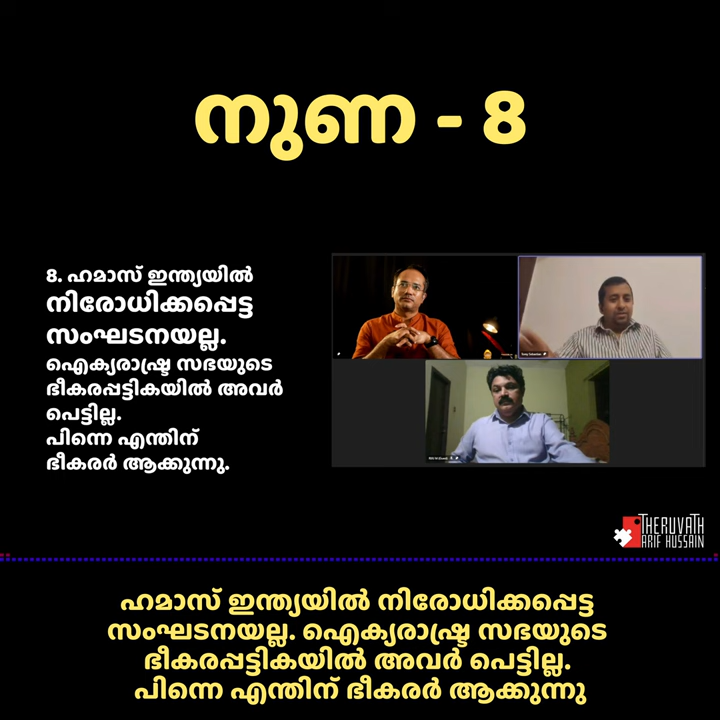 നുണ - 8
8. ഹമാസ് ഇന്ത്യയിൽ
നിരോധിക്കപ്പെട്ട
സംഘടനയല്ല.
ഐക്യരാഷ്ട്ര സഭയുടെ
ഭീകരപ്പട്ടികയിൽ അവർ
പെട്ടില്ല.
പിന്നെ എന്തിന്
ഭീകരർ ആക്കുന്നു.
THERUVATH
ARIF HUSSAIN
ഹമാസ് ഇന്ത്യയിൽ നിരോധിക്കപ്പെട്ട
സംഘടനയല്ല. ഐക്യരാഷ്ട്ര സഭയുടെ
ഭീകരപ്പട്ടികയിൽ അവർ പെട്ടില്ല.
പിന്നെ എന്തിന് ഭീകരർ ആക്കുന്നു